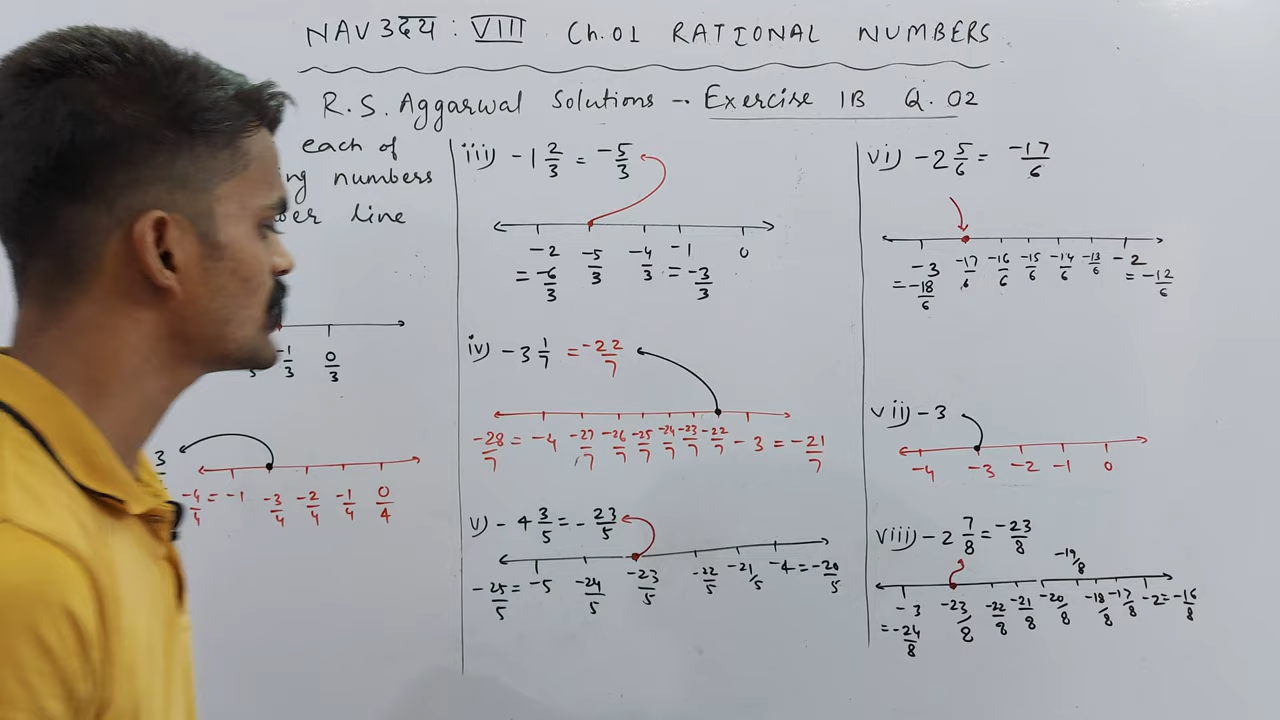 NAV उदय : VIII Ch.01 RATIONAL NUMBERS
R.S. Aggarwal Solutions → Exercise 1B Q. 02
each of
ing numbers
ber line
-1/3 0/3
3
-4/4 = -1 -3/4 -2/4 -1/4 0/4
iii) -1 2/3 = -5/3
-2 -5/3 -4/3 -1 0
= -6/3 = -3/3
iv) -3 1/7 = -22/7
-28/7 = -4 -27/7 -26/7 -25/7 -24/7 -23/7 -22/7 -3 = -21/7
v) -4 3/5 = -23/5
-25/5 = -5 -24/5 -23/5 -22/5 -21/5 -4 = -20/5
vi) -2 5/6 = -17/6
-3 -17/6 -16/6 -15/6 -14/6 -13/6 -2
= -18/6 = -12/6
vii) -3
-4 -3 -2 -1 0
viii) -2 7/8 = -23/8
-19/8
-3 -23/8 -22/8 -21/8 -20/8 -18/8 -17/8 -2 = -16/8
= -24/8